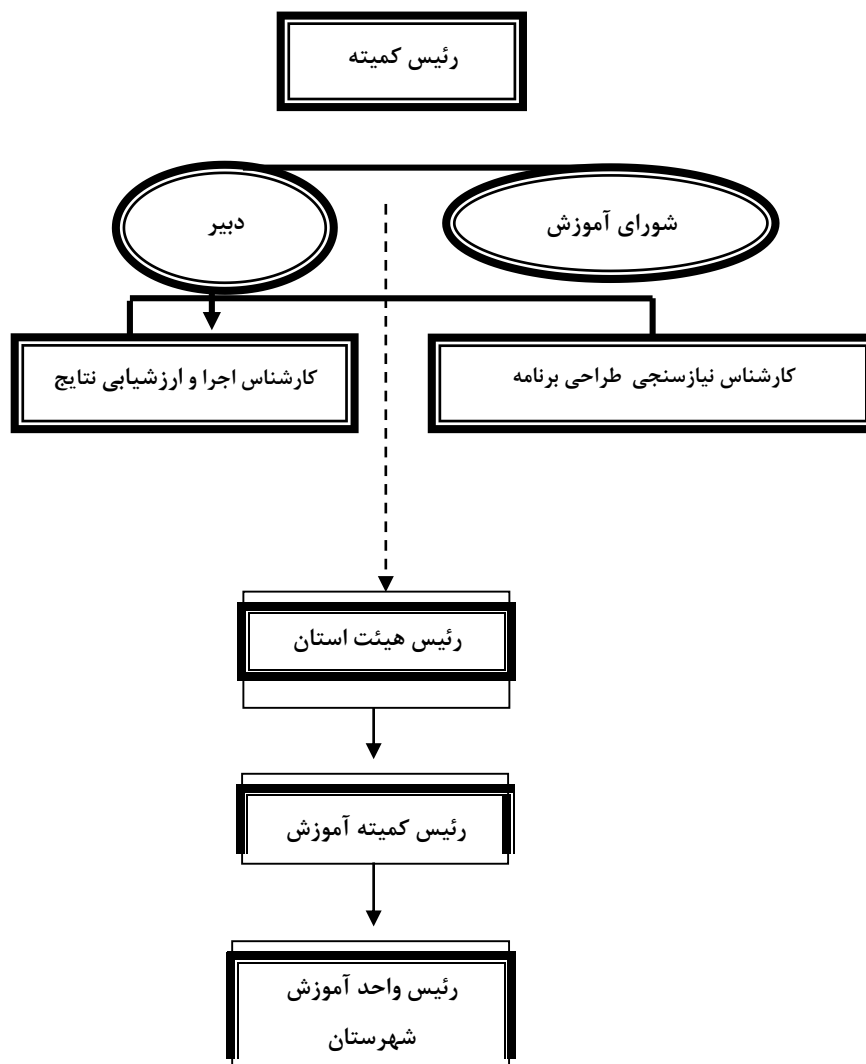 رئیس کمیته
شورای آموزش
دبیر
کارشناس نیازسنجی طراحی برنامه
کارشناس اجرا و ارزشیابی نتایج
رئیس هیئت استان
رئیس کمیته آموزش
رئیس واحد آموزش
شهرستان